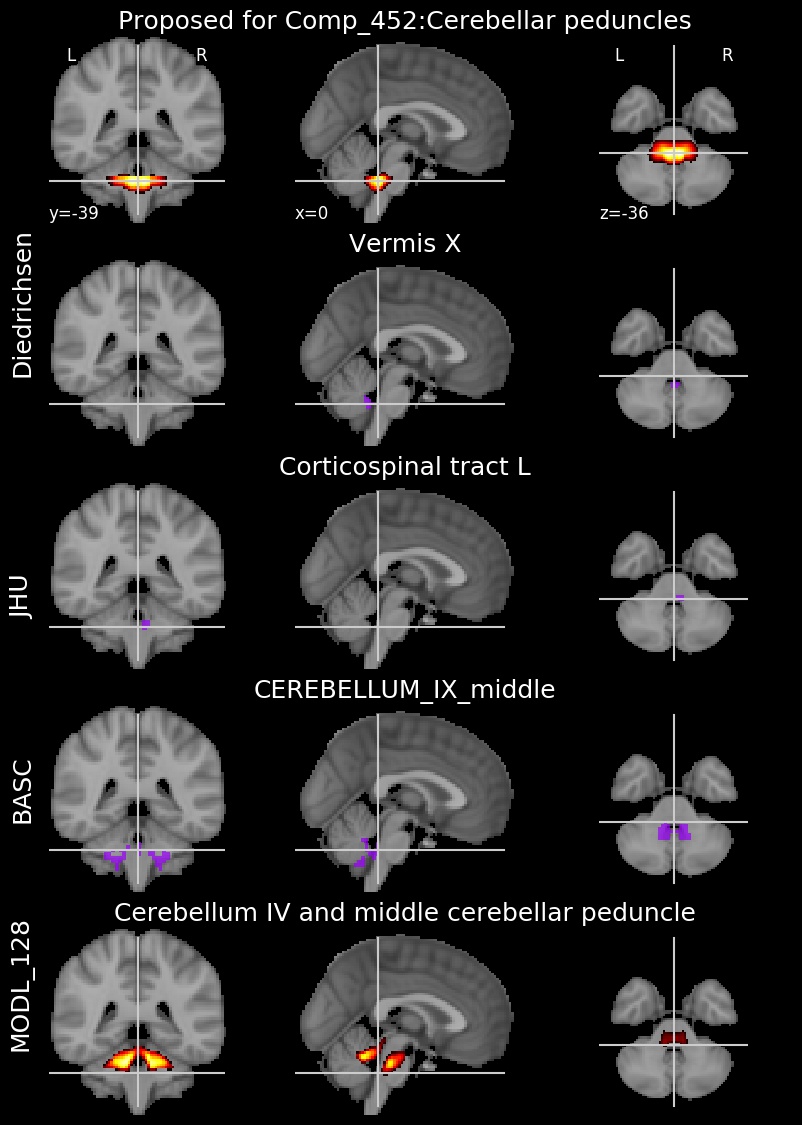 Proposed for Comp_452:Cerebellar peduncles
L R L R
y=-39 x=0 z=-36
Diedrichsen
Vermis X
JHU
Corticospinal tract L
BASC
CEREBELLUM_IX_middle
MODL_128
Cerebellum IV and middle cerebellar peduncle